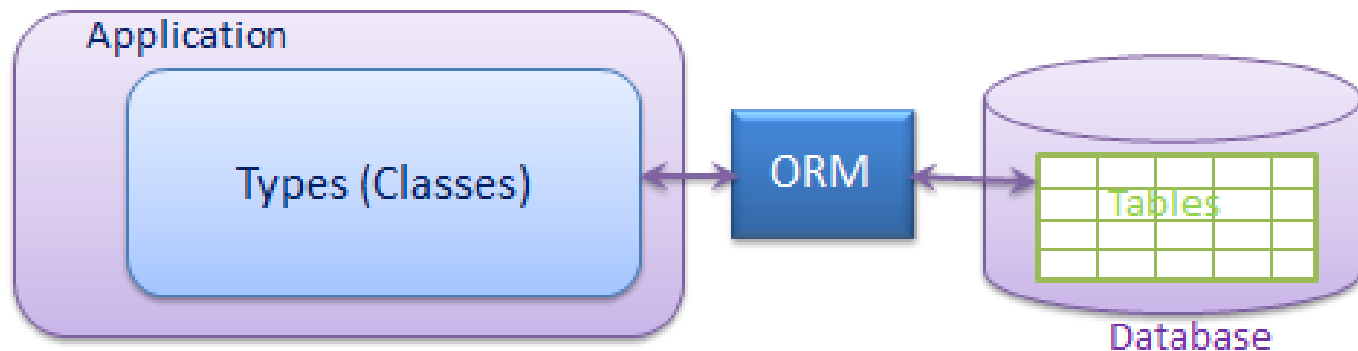 Application
Types (Classes)
ORM
Tables
Database